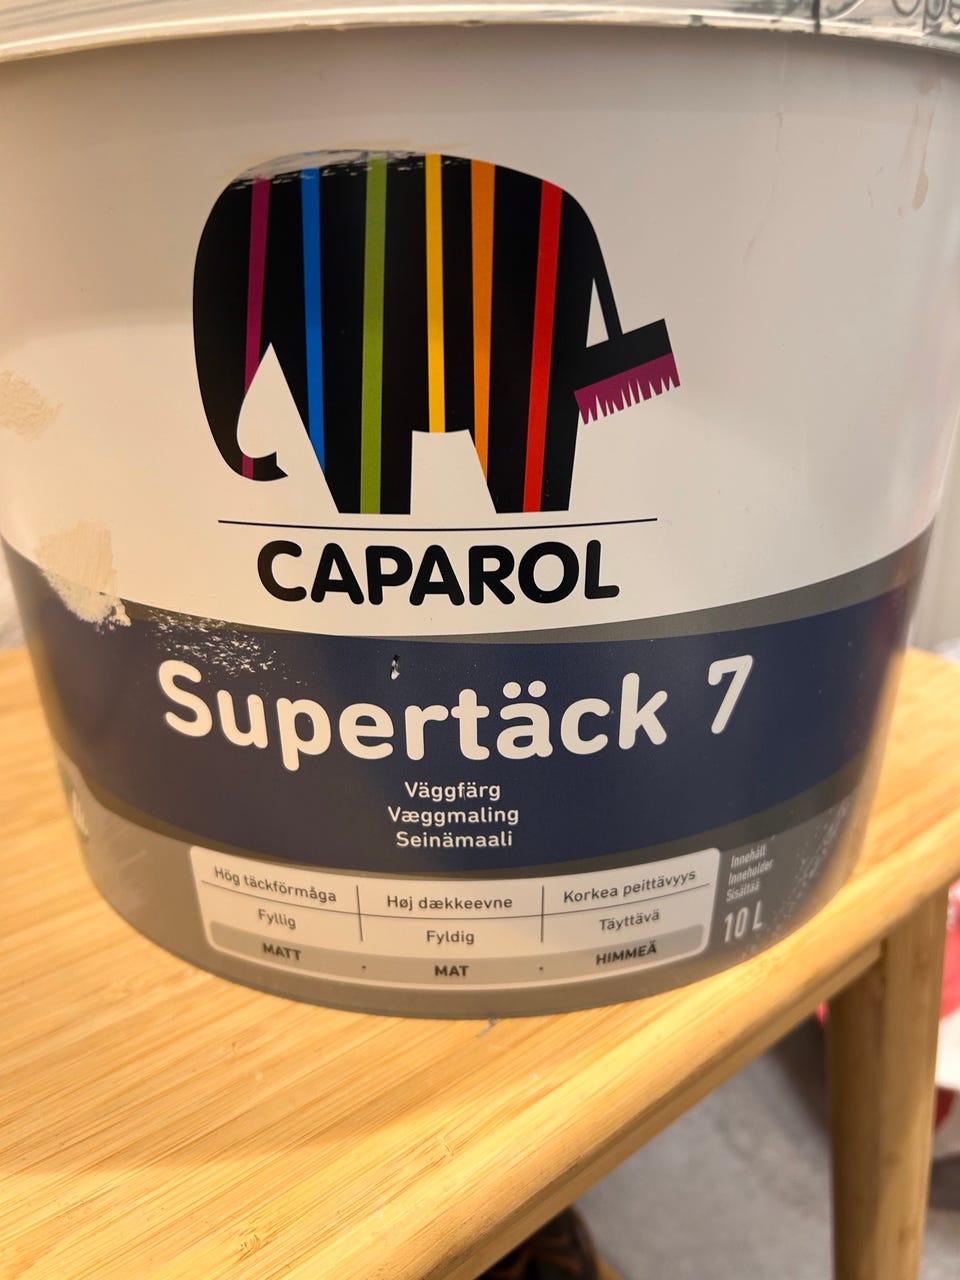 CAPAROL
Supertäck 7
Väggfärg
Væggmaling
Seinämaali
Hög täckförmåga
Høj dækkeevne
Korkea peittävyys
Fyllig
Fyldig
Täyttävä
MATT · MAT · HIMMEÄ
Innehåll
Inneholder
Sisältää
10 L